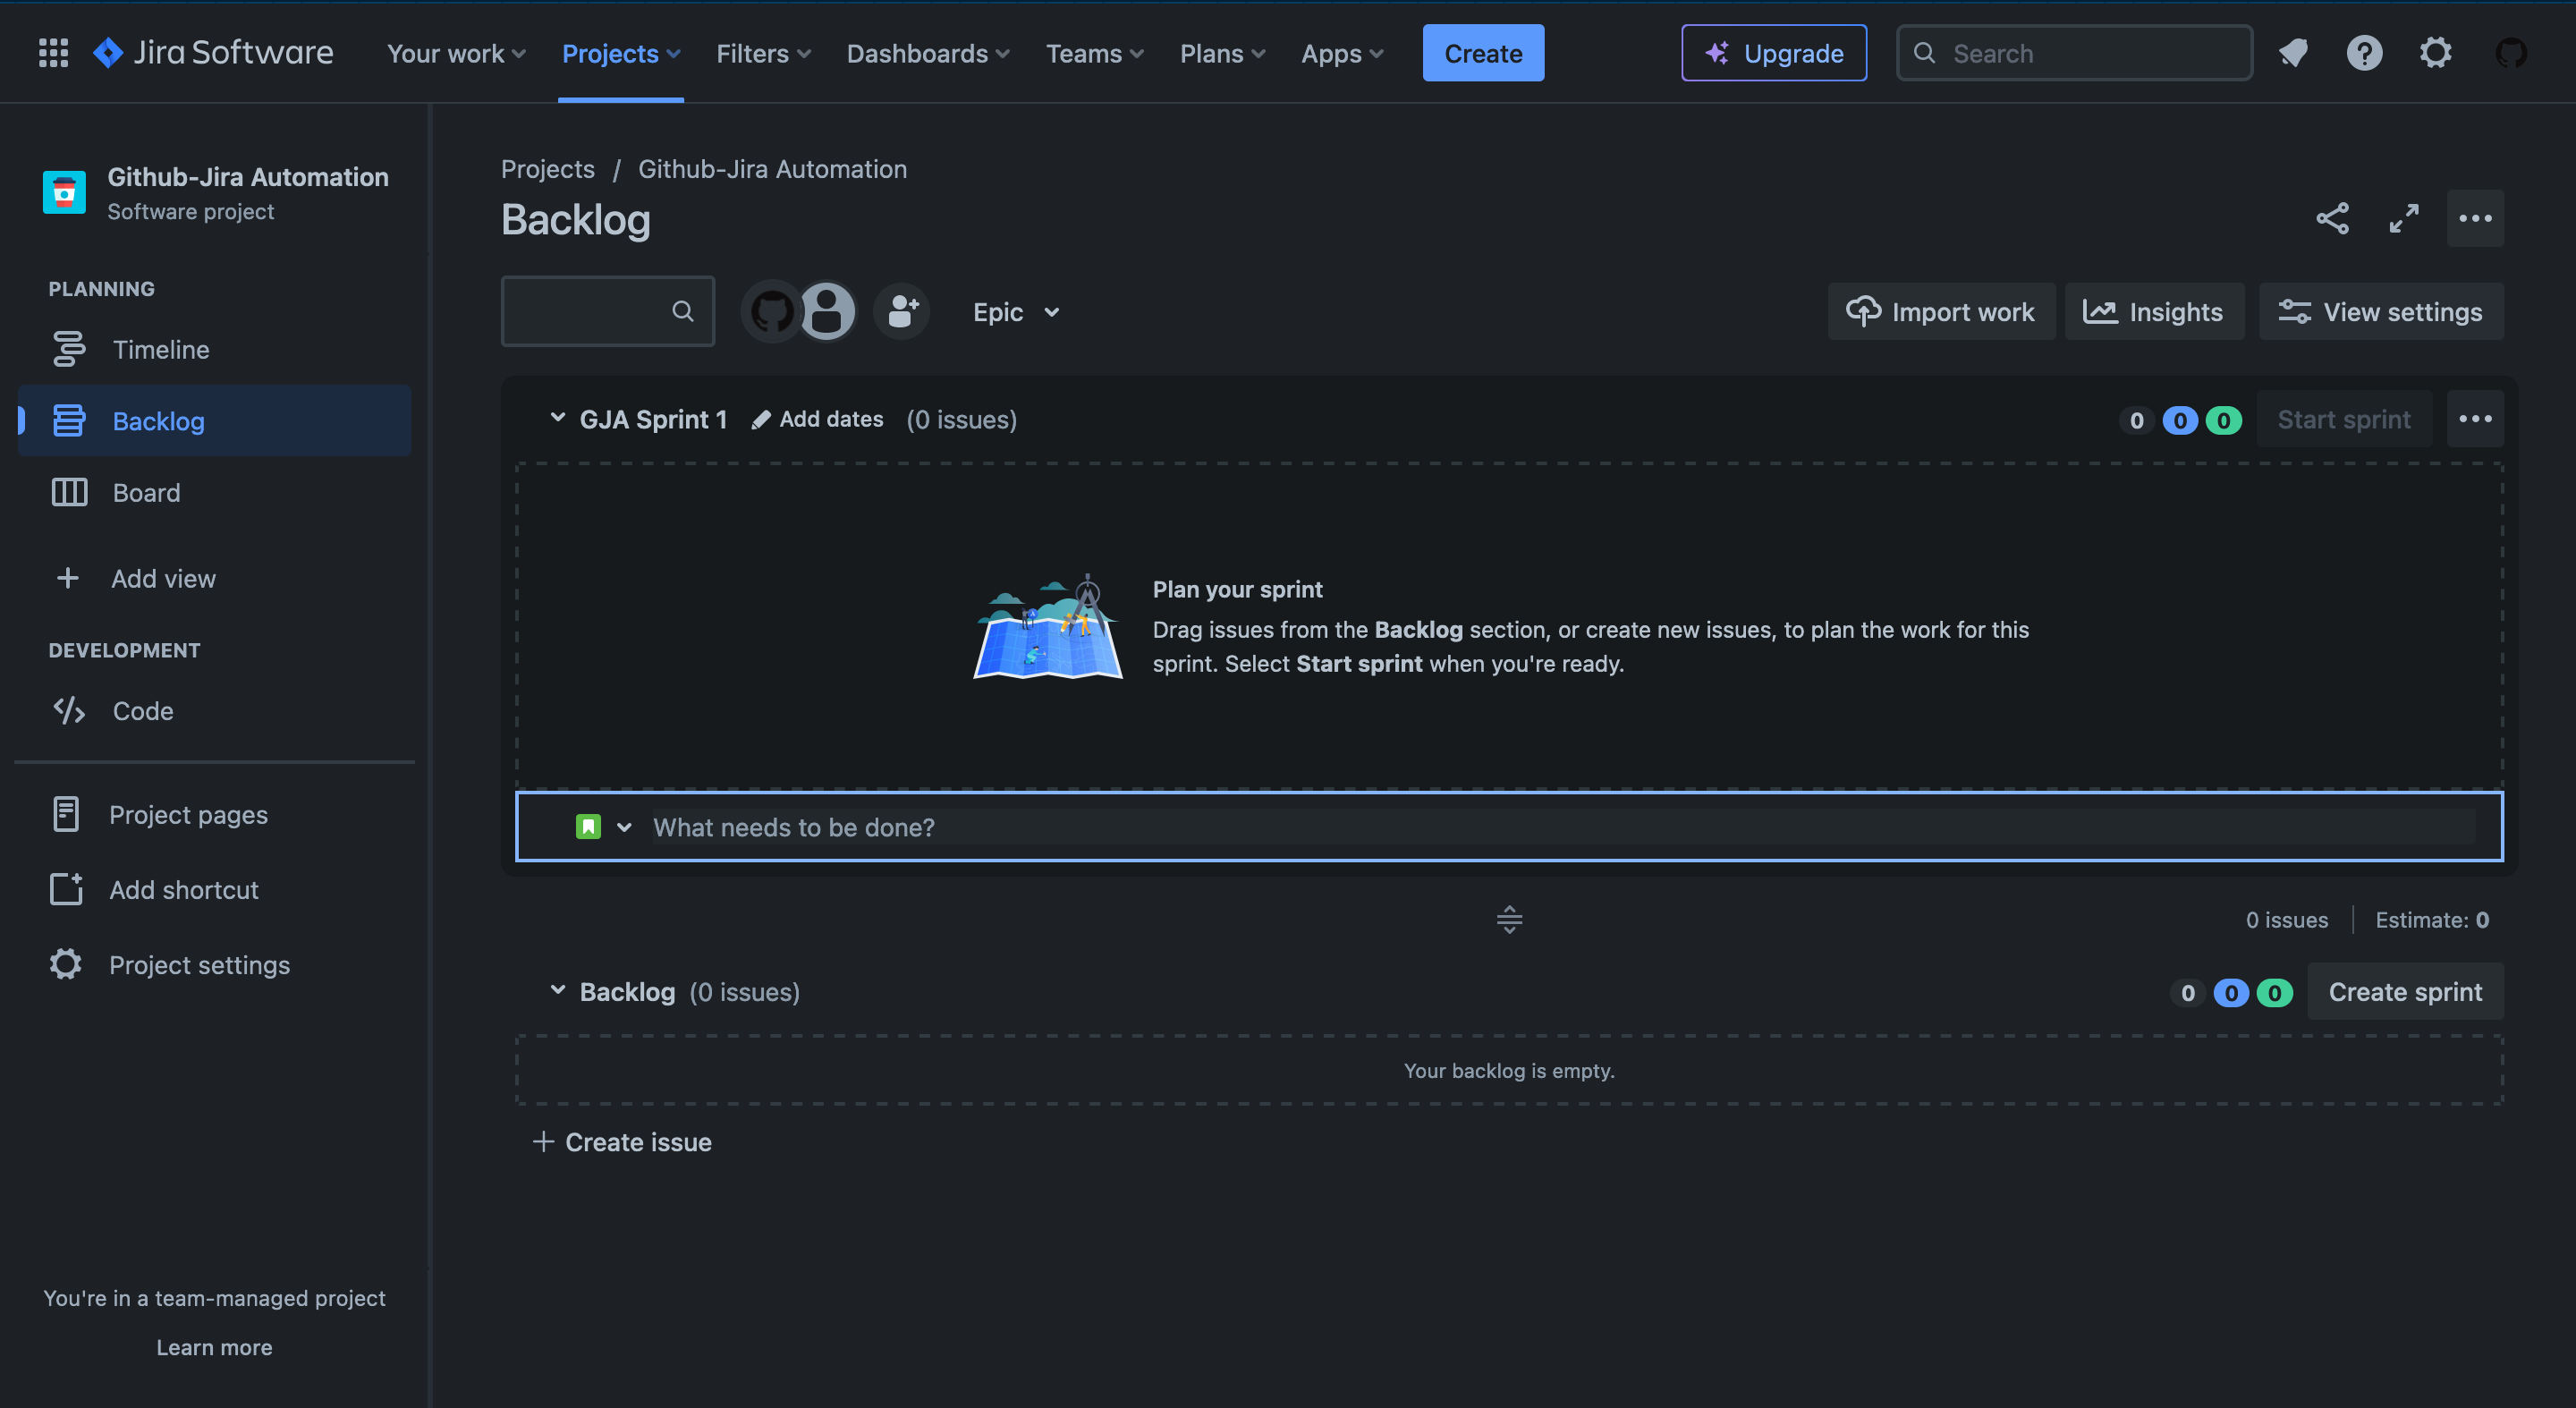 Jira Software
Your work
Projects
Filters
Dashboards
Teams
Plans
Apps
Create
Upgrade
Search
Github-Jira Automation
Software project
PLANNING
Timeline
Backlog
Board
Add view
DEVELOPMENT
Code
Project pages
Add shortcut
Project settings
You're in a team-managed project
Learn more
Projects / Github-Jira Automation
Backlog
Epic
Import work
Insights
View settings
GJA Sprint 1 Add dates (0 issues)
0 0 0 Start sprint
Plan your sprint
Drag issues from the Backlog section, or create new issues, to plan the work for this
sprint. Select Start sprint when you're ready.
What needs to be done?
0 issues Estimate: 0
Backlog (0 issues)
0 0 0 Create sprint
Your backlog is empty.
Create issue